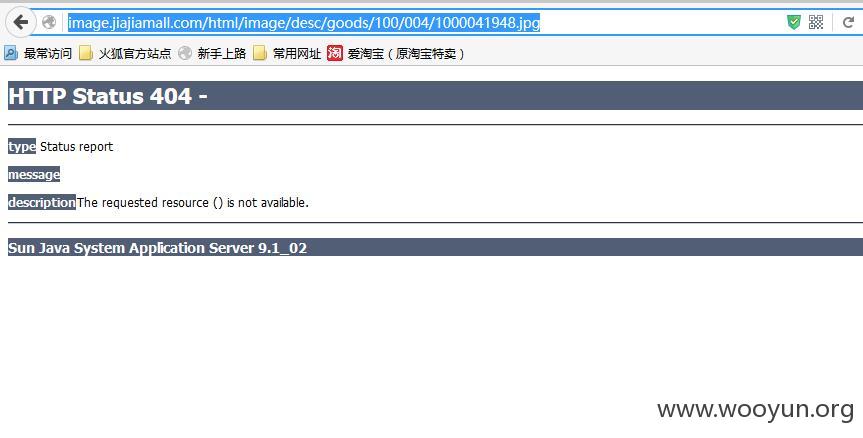 image.jiajiamall.com/html/image/desc/goods/100/004/1000041948.jpg
最常访问 火狐官方站点 新手上路 常用网址 淘 爱淘宝（原淘宝特卖）
HTTP Status 404 -
type Status report
message
description The requested resource () is not available.
Sun Java System Application Server 9.1_02
www.wooyun.org